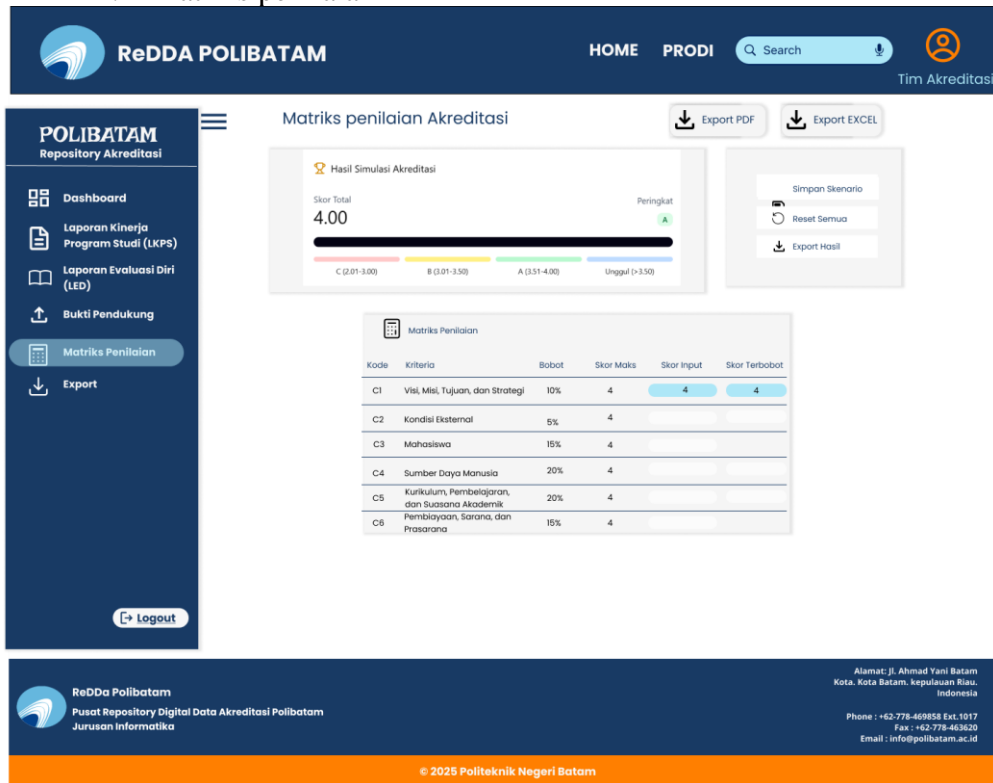 ReDDA POLIBATAM
HOME PRODI Search
Tim Akreditasi
POLIBATAM
Repository Akreditasi
Dashboard
Laporan Kinerja
Program Studi (LKPS)
Laporan Evaluasi Diri
(LED)
Bukti Pendukung
Matriks Penilaian
Export
Logout
Matriks penilaian Akreditasi
Export PDF Export EXCEL
Hasil Simulasi Akreditasi
Skor Total Peringkat
4.00 A
C (2.01-3.00) B (3.01-3.50) A (3.51-4.00) Unggul (>3.50)
Simpan Skenario
Reset Semua
Export Hasil
Matriks Penilaian
Kode Kriteria Bobot Skor Maks Skor Input Skor Terbobot
C1 Visi, Misi, Tujuan, dan Strategi 10% 4 4 4
C2 Kondisi Eksternal 5% 4
C3 Mahasiswa 15% 4
C4 Sumber Daya Manusia 20% 4
C5 Kurikulum, Pembelajaran, dan Suasana Akademik 20% 4
C6 Pembiayaan, Sarana, dan Prasarana 15% 4
ReDDa Polibatam
Pusat Repository Digital Data Akreditasi Polibatam
Jurusan Informatika
Alamat: Jl. Ahmad Yani Batam
Kota. Kota Batam. kepulauan Riau.
Indonesia
Phone : +62-778-469858 Ext.1017
Fax : +62-778-463620
Email : info@polibatam.ac.id
© 2025 Politeknik Negeri Batam